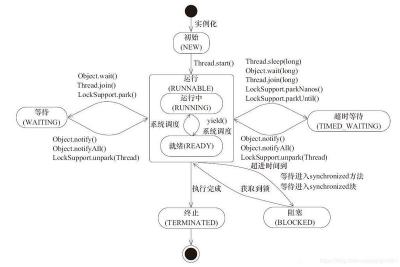 实例化
初始
(NEW)
Thread.start()
Object.wait()
Thread.join()
LockSupport.park()
等待
(WAITING)
Object.notify()
Object.notifyAll()
LockSupport.unpark(Thread)
运行
(RUNNABLE)
运行中
(RUNNING)
系统调度
yield()
系统调度
就绪(READY)
Thread.sleep(long)
Object.wait(long)
Thread.join(long)
LockSupport.parkNanos()
LockSupport.parkUntil()
超时等待
(TIMED_WAITING)
Object.notify()
Object.notifyAll()
LockSupport.unpark(Thread)
超进时间到
等待进入synchronized方法
等待进入synchronized块
执行完成
获取到锁
终止
(TERMINATED)
阻塞
(BLOCKED)